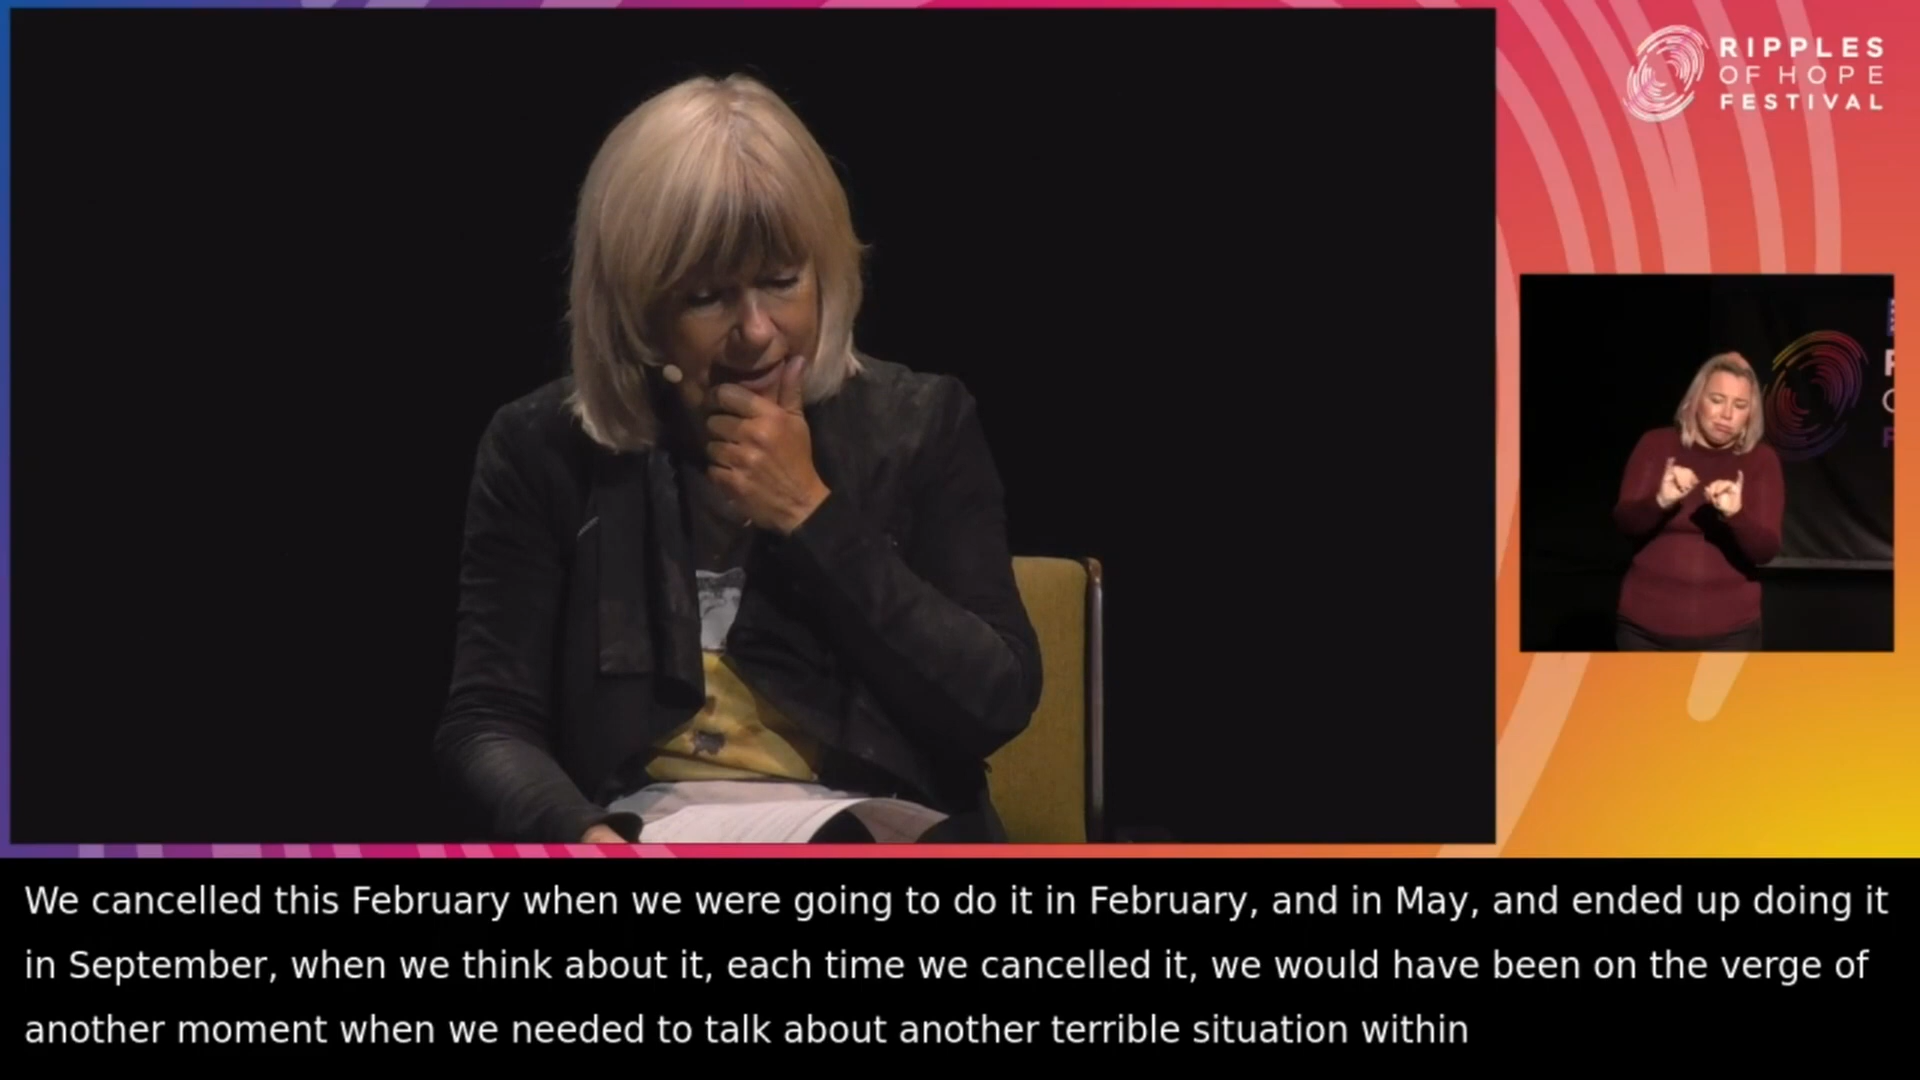 RIPPLES
OF HOPE
FESTIVAL
We cancelled this February when we were going to do it in February, and in May, and ended up doing it
in September, when we think about it, each time we cancelled it, we would have been on the verge of
another moment when we needed to talk about another terrible situation within